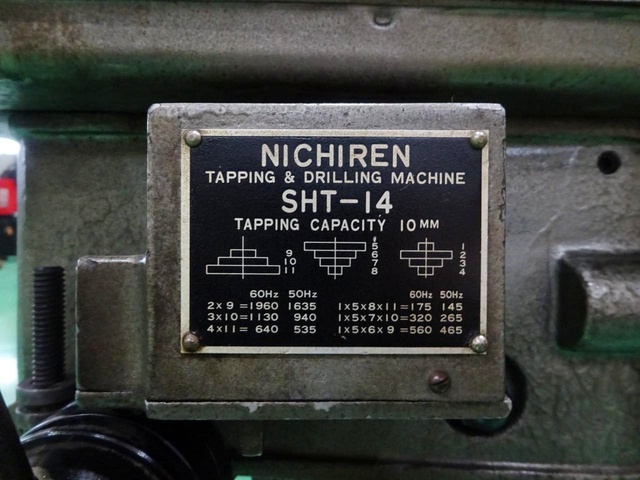 NICHIREN
TAPPING & DRILLING MACHINE
SHT-14
TAPPING CAPACITY 10MM
9
10
11
5
6
7
8
1
2
3
4
60Hz 50Hz
2×9=1960 1635
3×10=1130 940
4×11=640 535
60Hz 50Hz
1×5×8×11=175 145
1×5×7×10=320 265
1×5×6×9=560 465